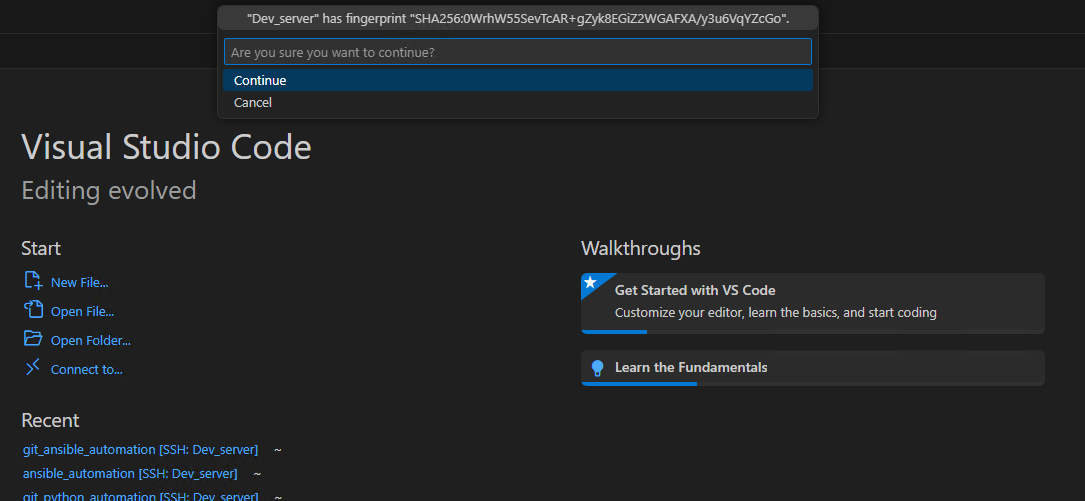 "Dev_server" has fingerprint "SHA256:0WrhW55SevTcAR+gZyk8EGiZ2WGAFXA/y3u6VqYZcGo".
Are you sure you want to continue?
Continue
Cancel
Visual Studio Code
Editing evolved
Start
New File...
Open File...
Open Folder...
Connect to...
Recent
git_ansible_automation [SSH: Dev_server] ~
ansible_automation [SSH: Dev_server] ~
git_python_automation [SSH: Dev_server] ~
Walkthroughs
Get Started with VS Code
Customize your editor, learn the basics, and start coding
Learn the Fundamentals